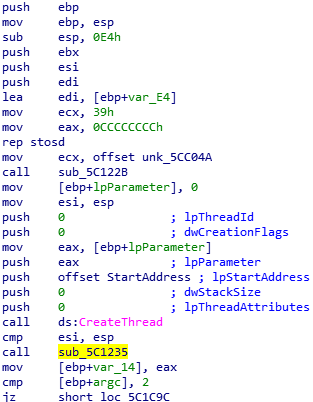 push ebp
mov ebp, esp
sub esp, 0E4h
push ebx
push esi
push edi
lea edi, [ebp+var_E4]
mov ecx, 39h
mov eax, 0CCCCCCCCh
rep stosd
mov ecx, offset unk_5CC04A
call sub_5C122B
mov [ebp+lpParameter], 0
mov esi, esp
push 0 ; lpThreadId
push 0 ; dwCreationFlags
mov eax, [ebp+lpParameter]
push eax ; lpParameter
push offset StartAddress ; lpStartAddress
push 0 ; dwStackSize
push 0 ; lpThreadAttributes
call ds:CreateThread
cmp esi, esp
call sub_5C1235
mov [ebp+var_14], eax
cmp [ebp+argc], 2
jz short loc_5C1C9C